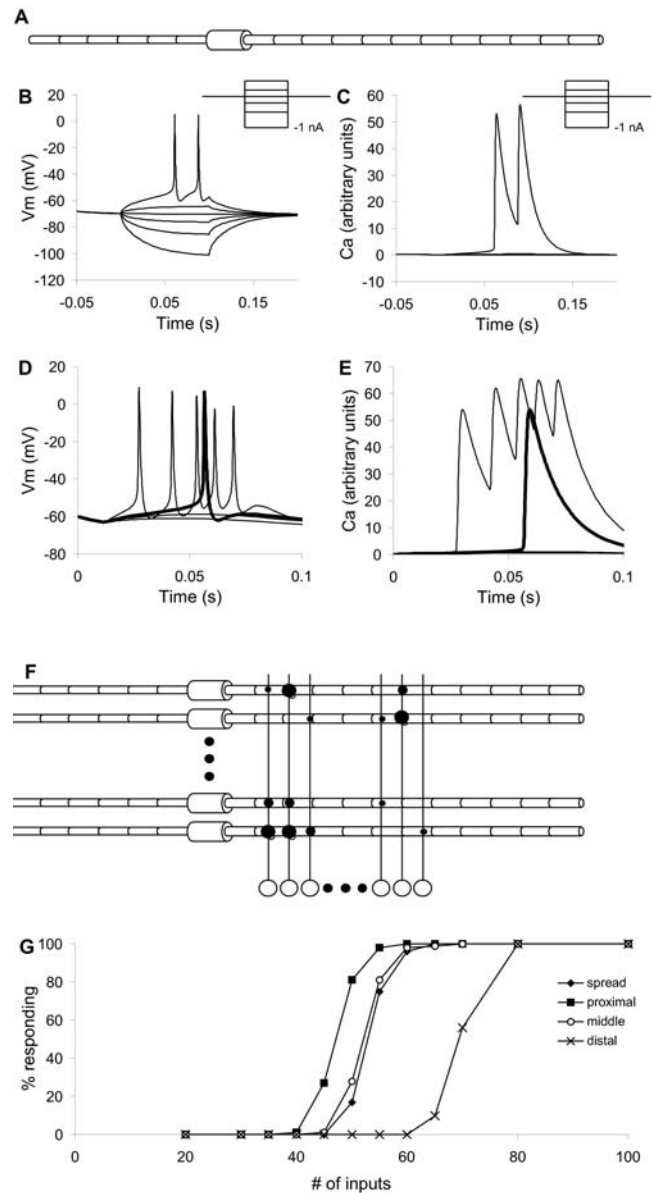 A
B
C
Vm (mV)
20
0
-20
-40
-60
-80
-100
-120
-0.05
0.05
0.15
Time (s)
-1 nA
Ca (arbitrary units)
60
50
40
30
20
10
0
-10
-0.05
0.05
0.15
Time (s)
-1 nA
D
E
Vm (mV)
20
0
-20
-40
-60
-80
0
0.05
0.1
Time (s)
Ca (arbitrary units)
70
60
50
40
30
20
10
0
0
0.05
0.1
Time (s)
F
G
% responding
100
80
60
40
20
0
0
20
40
60
80
100
# of inputs
spread
proximal
middle
distal